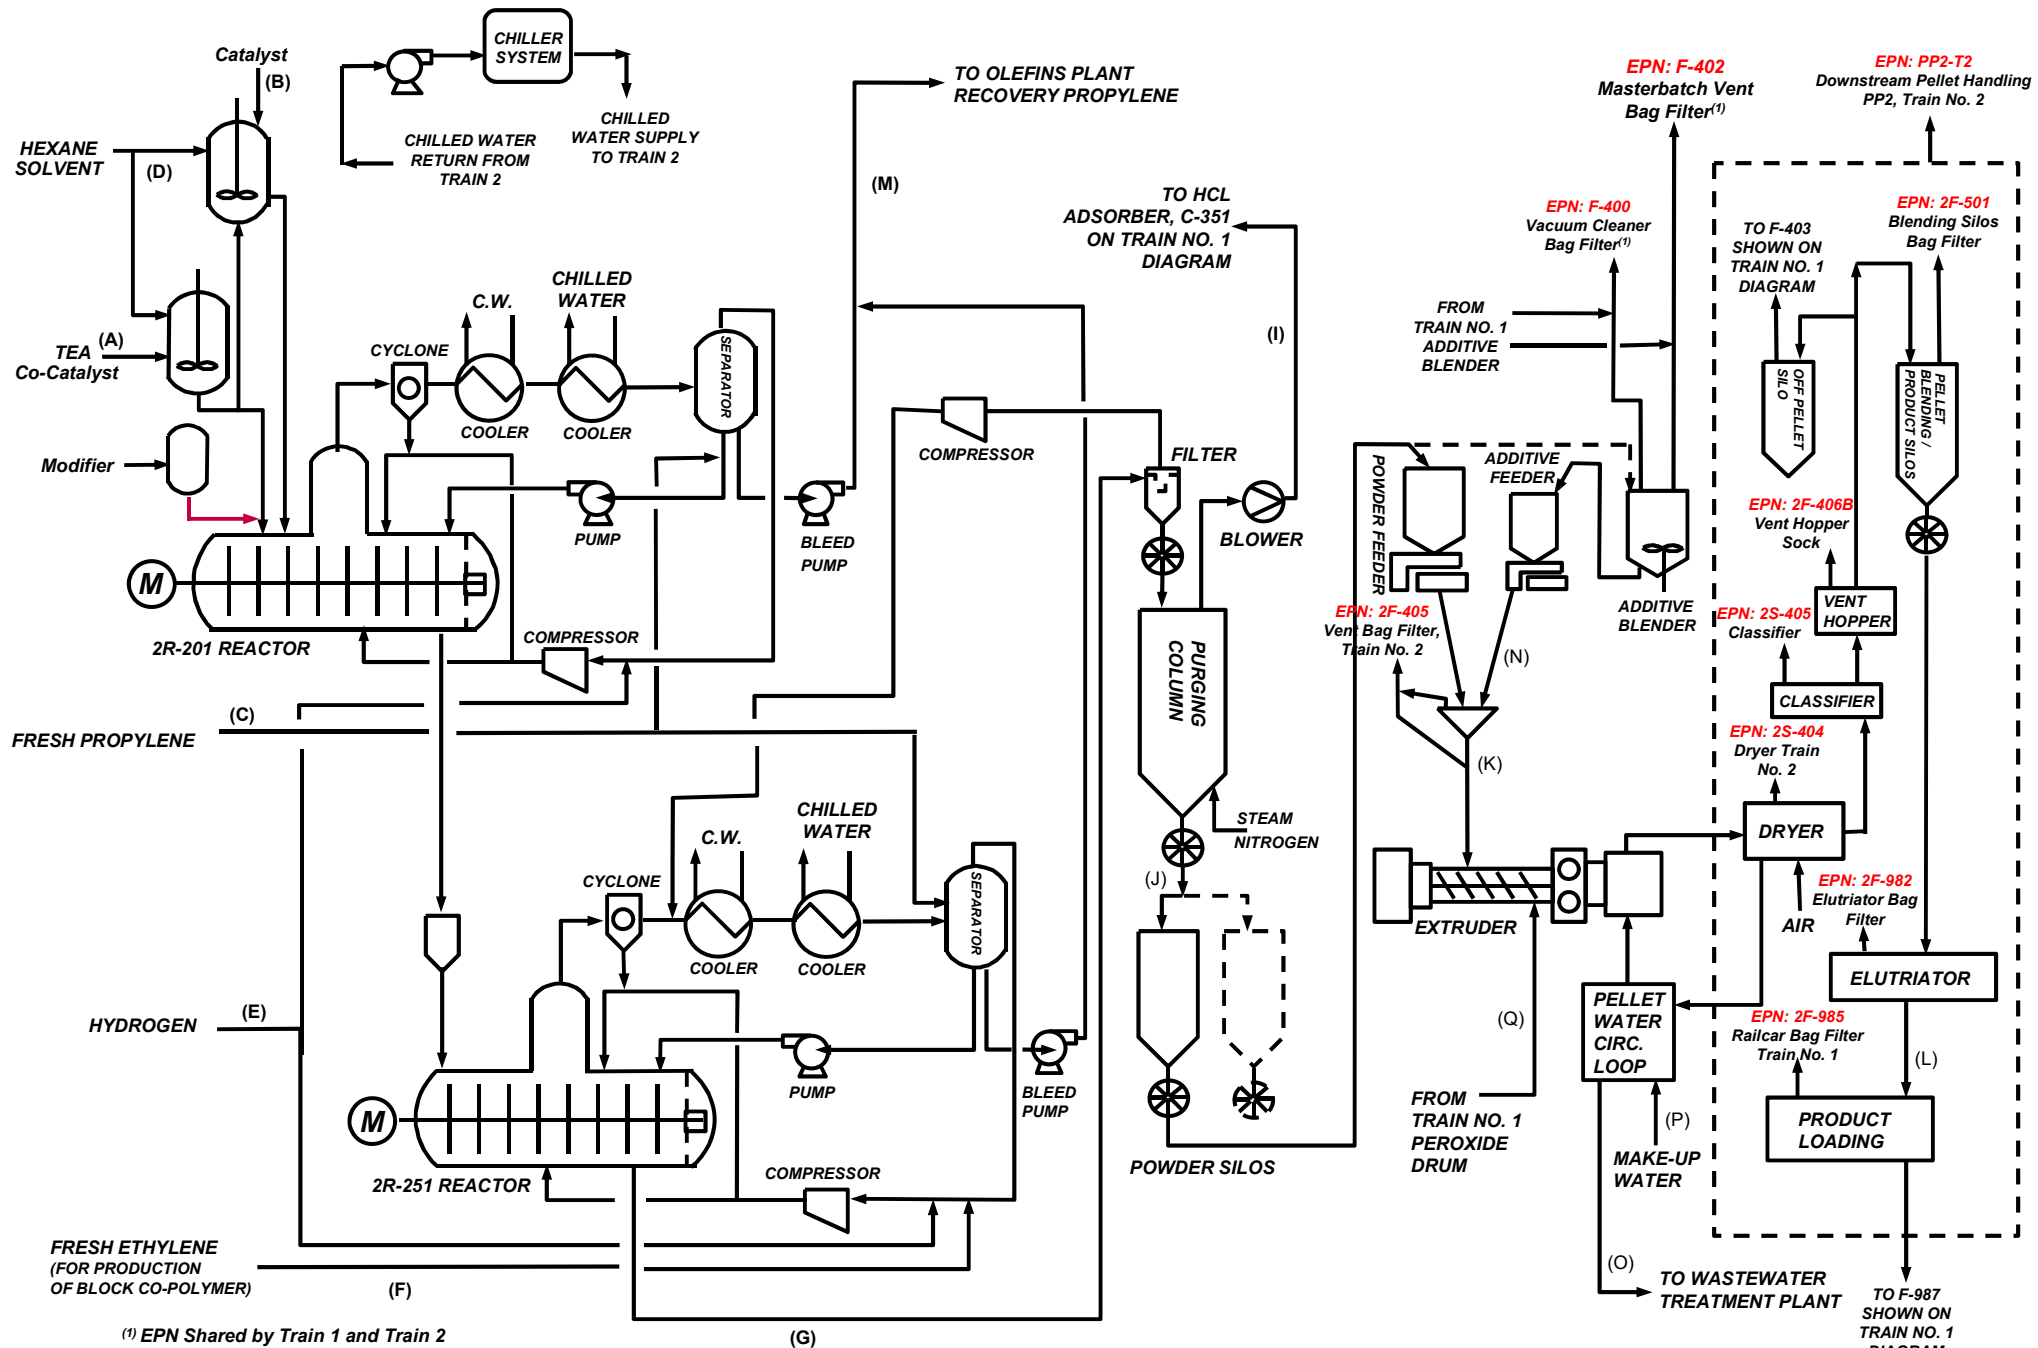 Catalyst
(B)
HEXANE
SOLVENT
(D)
TEA
(A)
Co-Catalyst
Modifier
CHILLER
SYSTEM
CHILLED WATER
RETURN FROM
TRAIN 2
CHILLED
WATER SUPPLY
TO TRAIN 2
TO OLEFINS PLANT
RECOVERY PROPYLENE
(M)
C.W.
CHILLED
WATER
CYCLONE
COOLER
COOLER
SEPARATOR
PUMP
BLEED
PUMP
M
2R-201 REACTOR
COMPRESSOR
(C)
FRESH PROPYLENE
(E)
HYDROGEN
C.W.
CHILLED
WATER
CYCLONE
COOLER
COOLER
SEPARATOR
PUMP
BLEED
PUMP
M
2R-251 REACTOR
COMPRESSOR
FRESH ETHYLENE
(FOR PRODUCTION
OF BLOCK CO-POLYMER)
(F)
(G)
(1) EPN Shared by Train 1 and Train 2
TO HCL
ADSORBER, C-351
ON TRAIN NO. 1
DIAGRAM
(I)
COMPRESSOR
FILTER
BLOWER
PURGING
COLUMN
STEAM
NITROGEN
(J)
POWDER SILOS
EPN: F-402
Masterbatch Vent
Bag Filter(1)
EPN: F-400
Vacuum Cleaner
Bag Filter(1)
FROM
TRAIN NO. 1
ADDITIVE
BLENDER
POWDER FEEDER
ADDITIVE
FEEDER
ADDITIVE
BLENDER
EPN: 2F-405
Vent Bag Filter,
Train No. 2
(N)
(K)
EXTRUDER
(Q)
FROM
TRAIN NO. 1
PEROXIDE
DRUM
PELLET
WATER
CIRC.
LOOP
(P)
MAKE-UP
WATER
(O)
TO WASTEWATER
TREATMENT PLANT
EPN: PP2-T2
Downstream Pellet Handling
PP2, Train No. 2
TO F-403
SHOWN ON
TRAIN NO. 1
DIAGRAM
EPN: 2F-501
Blending Silos
Bag Filter
OFF PELLET
SILO
PELLET
BLENDING /
PRODUCT SILOS
EPN: 2F-406B
Vent Hopper
Sock
VENT
HOPPER
EPN: 2S-405
Classifier
CLASSIFIER
EPN: 2S-404
Dryer Train
No. 2
DRYER
AIR
EPN: 2F-982
Elutriator Bag
Filter
ELUTRIATOR
EPN: 2F-985
Railcar Bag Filter
Train No. 1
(L)
PRODUCT
LOADING
TO F-987
SHOWN ON
TRAIN NO. 1
DIAGRAM